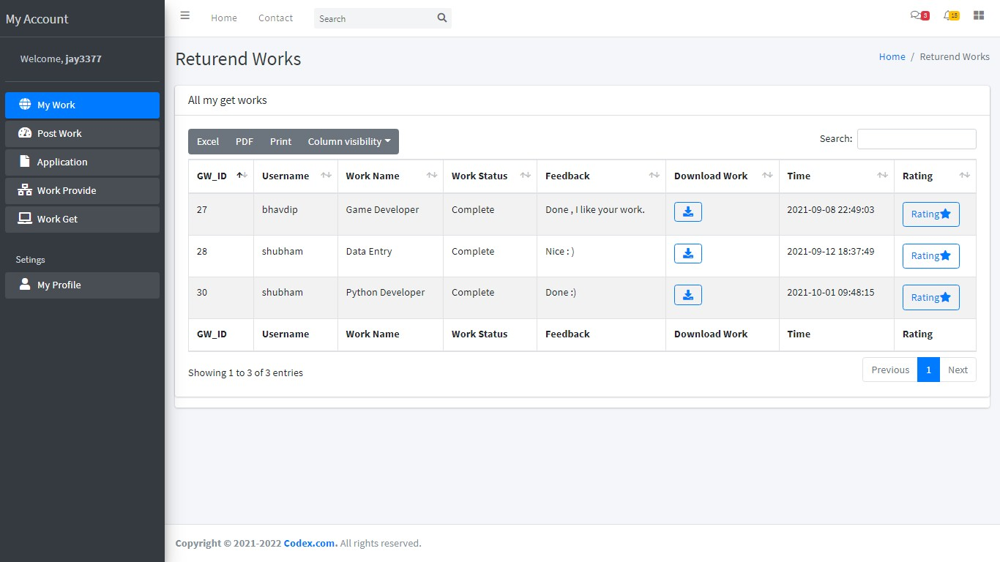 My Account
Home Contact Search 3 15
Welcome, jay3377
Returend Works
Home / Returend Works
My Work
Post Work
Application
Work Provide
Work Get
Setings
My Profile
All my get works
Excel PDF Print Column visibility
Search:
GW_ID Username Work Name Work Status Feedback Download Work Time Rating
27 bhavdip Game Developer Complete Done , I like your work. 2021-09-08 22:49:03 Rating
28 shubham Data Entry Complete Nice : ) 2021-09-12 18:37:49 Rating
30 shubham Python Developer Complete Done :) 2021-10-01 09:48:15 Rating
GW_ID Username Work Name Work Status Feedback Download Work Time Rating
Showing 1 to 3 of 3 entries
Previous 1 Next
Copyright © 2021-2022 Codex.com. All rights reserved.